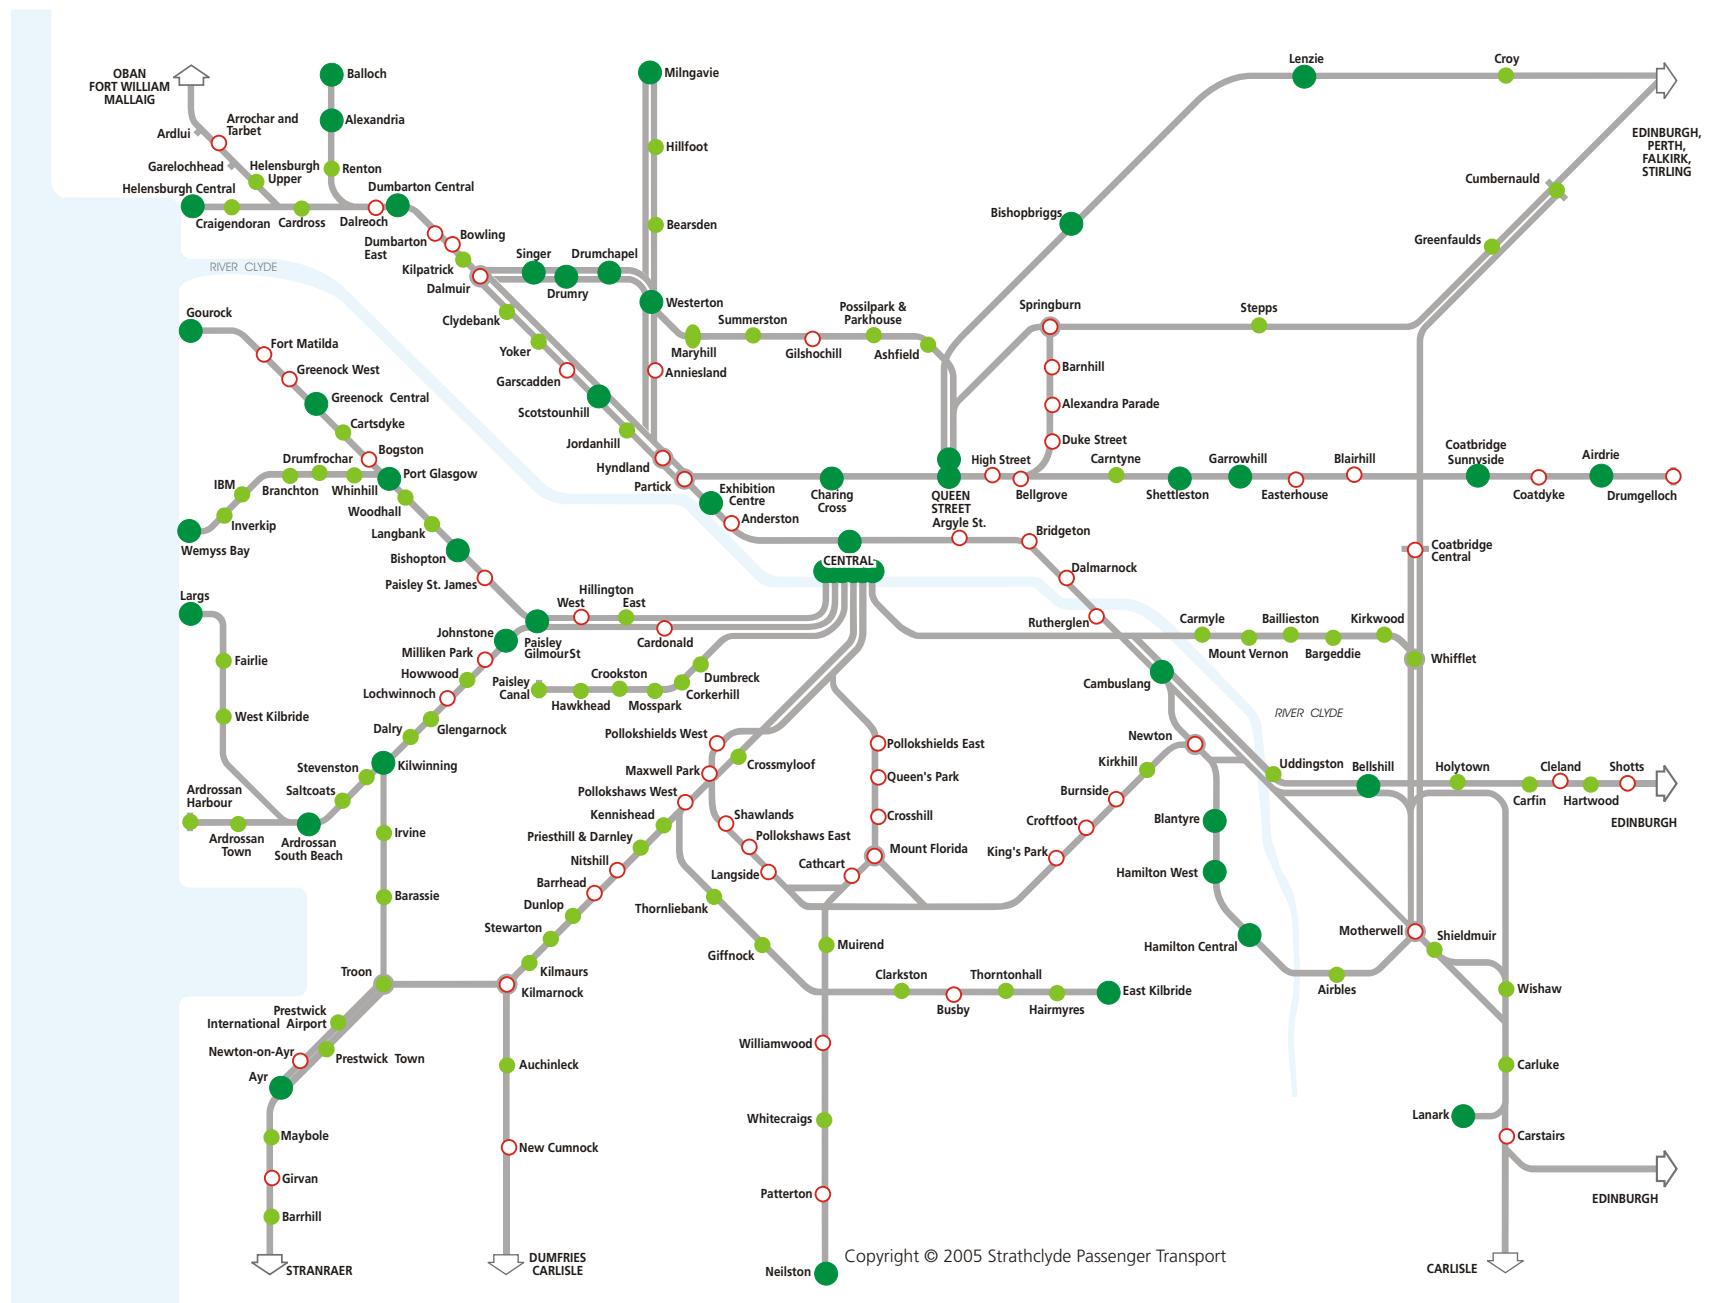 OBAN
FORT WILLIAM
MALLAIG
Balloch
Milngavie
Lenzie
Croy
Ardlui
Arrochar and
Tarbet
Alexandria
EDINBURGH,
PERTH,
FALKIRK,
STIRLING
Garelochhead
Helensburgh
Upper
Renton
Hillfoot
Cumbernauld
Helensburgh Central
Dumbarton Central
Craigendoran
Cardross
Dalreoch
Bishopbriggs
Bearsden
Greenfaulds
Dumbarton
East
Bowling
Kilpatrick
Dalmuir
Singer
Drumchapel
Drumry
RIVER CLYDE
Westerton
Gourock
Clydebank
Summerston
Possilpark &
Parkhouse
Springburn
Stepps
Fort Matilda
Yoker
Maryhill
Gilshochill
Ashfield
Greenock West
Garscadden
Anniesland
Barnhill
Greenock Central
Scotstounhill
Alexandra Parade
Cartsdyke
Jordanhill
Duke Street
Bogston
Hyndland
High Street
Carntyne
Garrowhill
Blairhill
Coatbridge
Sunnyside
Airdrie
Drumfrochar
Port Glasgow
Partick
IBM
Branchton
Whinhill
Exhibition
Centre
Charing
Cross
QUEEN
STREET
Bellgrove
Shettleston
Easterhouse
Coatdyke
Drumgelloch
Inverkip
Woodhall
Anderston
Argyle St.
Wemyss Bay
Langbank
Bridgeton
Coatbridge
Central
Bishopton
CENTRAL
Dalmarnock
Paisley St. James
Hillington
West
East
Largs
Johnstone
Paisley
GilmourSt
Cardonald
Rutherglen
Carmyle
Baillieston
Kirkwood
Milliken Park
Mount Vernon
Bargeddie
Whifflet
Fairlie
Howwood
Paisley
Canal
Crookston
Dumbreck
Cambuslang
Lochwinnoch
Hawkhead
Mosspark
Corkerhill
West Kilbride
Dalry
Glengarnock
Pollokshields West
Pollokshields East
Newton
RIVER CLYDE
Stevenston
Kilwinning
Maxwell Park
Crossmyloof
Queen's Park
Kirkhill
Uddingston
Bellshill
Holytown
Cleland
Shotts
Ardrossan
Harbour
Saltcoats
Pollokshaws West
Burnside
Carfin
Hartwood
Kennishead
Shawlands
Crosshill
Croftfoot
Blantyre
EDINBURGH
Ardrossan
Town
Ardrossan
South Beach
Irvine
Priesthill & Darnley
Pollokshaws East
Nitshill
Cathcart
Mount Florida
King's Park
Barrhead
Langside
Hamilton West
Barassie
Dunlop
Thornliebank
Stewarton
Motherwell
Shieldmuir
Giffnock
Muirend
Hamilton Central
Troon
Kilmaurs
Clarkston
Thorntonhall
East Kilbride
Airbles
Wishaw
Kilmarnock
Busby
Hairmyres
Prestwick
International Airport
Newton-on-Ayr
Prestwick Town
Williamwood
Ayr
Auchinleck
Carluke
Whitecraigs
Lanark
Maybole
New Cumnock
Carstairs
Girvan
Patterton
EDINBURGH
Barrhill
STRANRAER
DUMFRIES
CARLISLE
Neilston
Copyright © 2005 Strathclyde Passenger Transport
CARLISLE